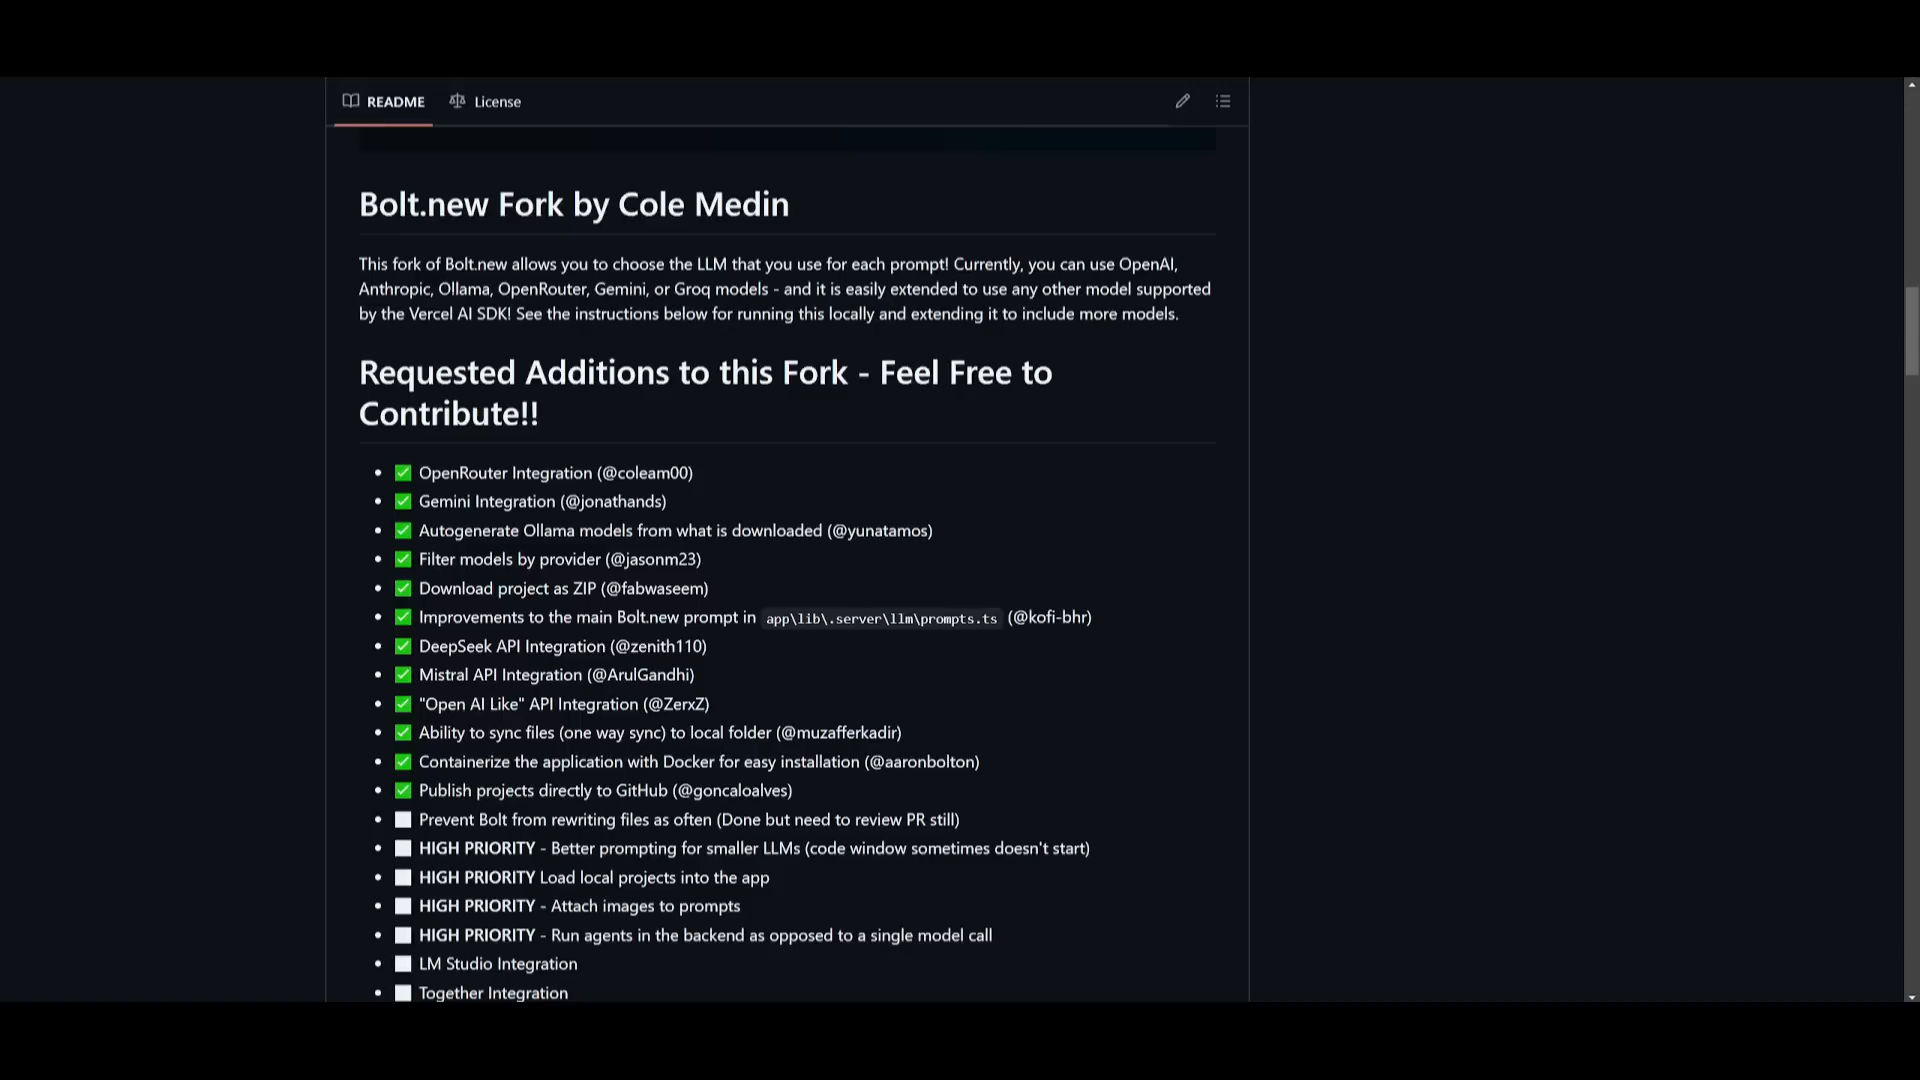 README License
Bolt.new Fork by Cole Medin
This fork of Bolt.new allows you to choose the LLM that you use for each prompt! Currently, you can use OpenAI,
Anthropic, Ollama, OpenRouter, Gemini, or Groq models - and it is easily extended to use any other model supported
by the Vercel AI SDK! See the instructions below for running this locally and extending it to include more models.
Requested Additions to this Fork - Feel Free to
Contribute!!
• ✅ OpenRouter Integration (@coleam00)
• ✅ Gemini Integration (@jonathands)
• ✅ Autogenerate Ollama models from what is downloaded (@yunatamos)
• ✅ Filter models by provider (@jasonm23)
• ✅ Download project as ZIP (@fabwaseem)
• ✅ Improvements to the main Bolt.new prompt in app\lib\.server\llm\prompts.ts (@kofi-bhr)
• ✅ DeepSeek API Integration (@zenith110)
• ✅ Mistral API Integration (@ArulGandhi)
• ✅ "Open AI Like" API Integration (@ZerxZ)
• ✅ Ability to sync files (one way sync) to local folder (@muzafferkadir)
• ✅ Containerize the application with Docker for easy installation (@aaronbolton)
• ✅ Publish projects directly to GitHub (@goncaloalves)
• ⬜ Prevent Bolt from rewriting files as often (Done but need to review PR still)
• ⬜ HIGH PRIORITY - Better prompting for smaller LLMs (code window sometimes doesn't start)
• ⬜ HIGH PRIORITY Load local projects into the app
• ⬜ HIGH PRIORITY - Attach images to prompts
• ⬜ HIGH PRIORITY - Run agents in the backend as opposed to a single model call
• ⬜ LM Studio Integration
• ⬜ Together Integration